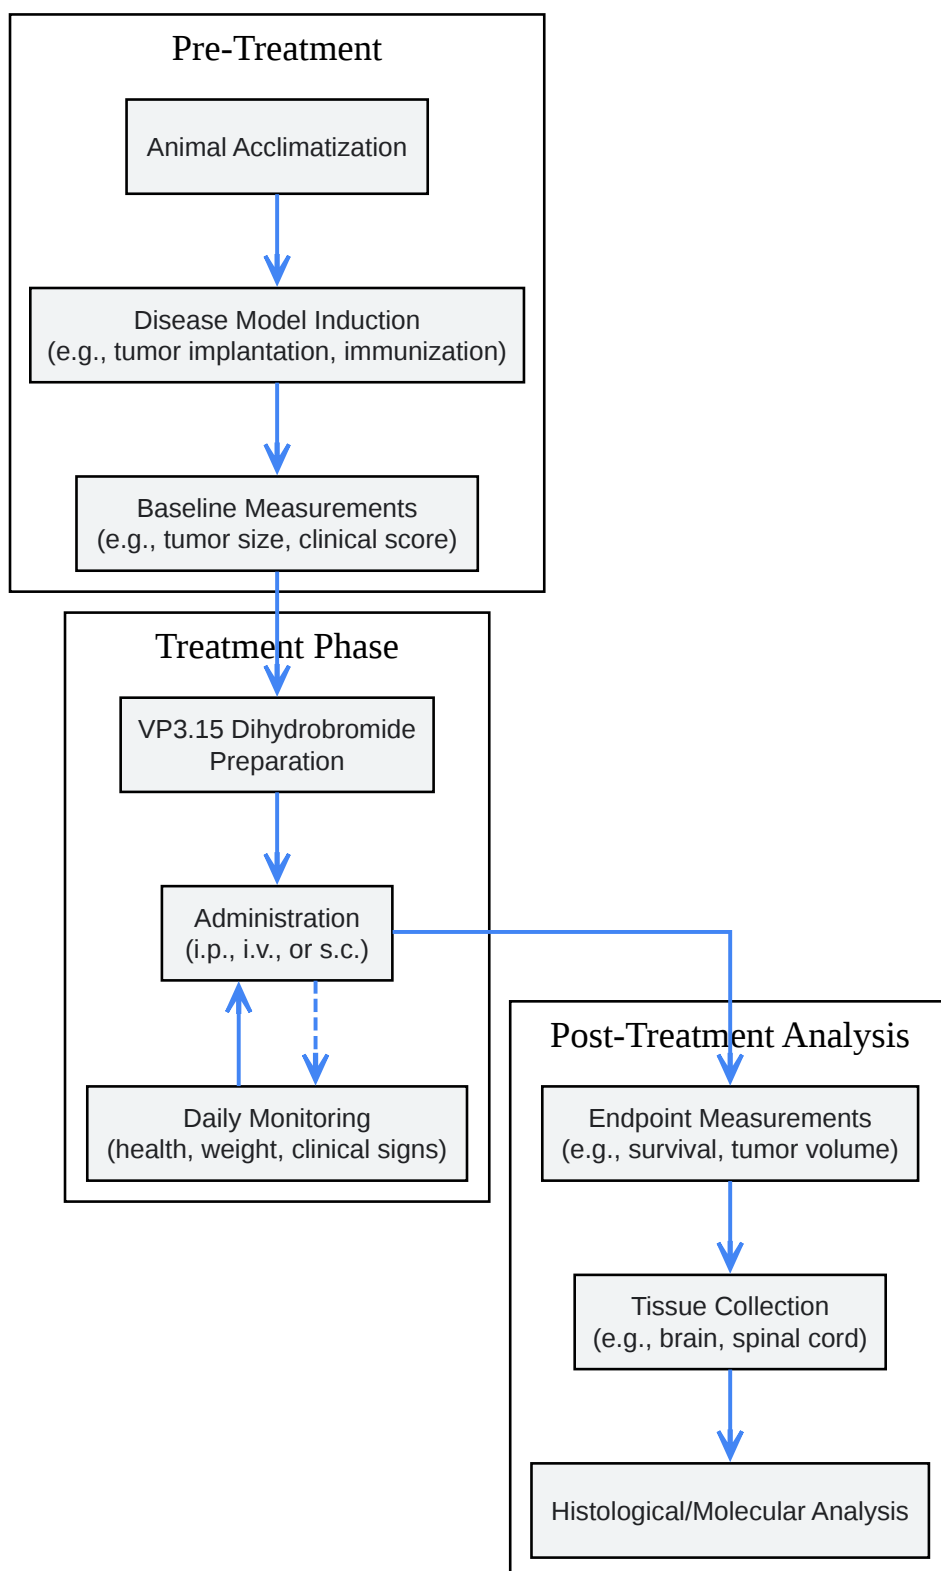 Pre-Treatment
Animal Acclimatization
Disease Model Induction
(e.g., tumor implantation, immunization)
Baseline Measurements
(e.g., tumor size, clinical score)
Treatment Phase
VP3.15 Dihydrobromide
Preparation
Administration
(i.p., i.v., or s.c.)
Daily Monitoring
(health, weight, clinical signs)
Post-Treatment Analysis
Endpoint Measurements
(e.g., survival, tumor volume)
Tissue Collection
(e.g., brain, spinal cord)
Histological/Molecular Analysis